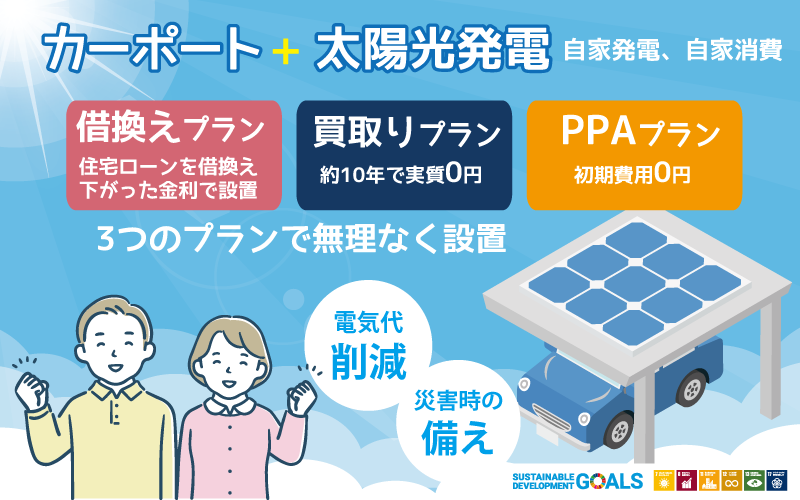 カーポート + 太陽光発電 自家発電、自家消費
借換えプラン
住宅ローンを借換え
下がった金利で設置
買取りプラン
約10年で実質0円
PPAプラン
初期費用0円
3つのプランで無理なく設置
電気代
削減
災害時の
備え
SUSTAINABLE
DEVELOPMENT
GOALS